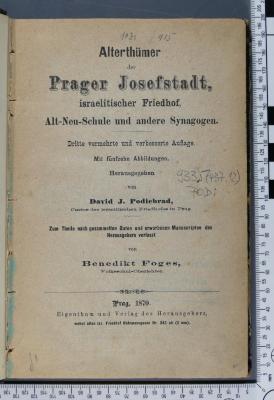 Alterthümer
der
Prager Josefstadt,
israelitischer Friedhof,
Alt-Neu-Schule und andere Synagogen.
Dritte vermehrte und verbesserte Auflage.
Mit fünfzehn Abbildungen.
Herausgegeben
von
David J. Podiebrad,
Custos des israelitischen Friedhofes in Prag.
Zum Theile nach gesammelten Daten und erworbenen Manuscripten des
Herausgebers verfasst
von
Benedikt Foges,
Volksschul-Oberlehrer.
Prag, 1870.
Eigenthum und Verlag des Herausgebers,